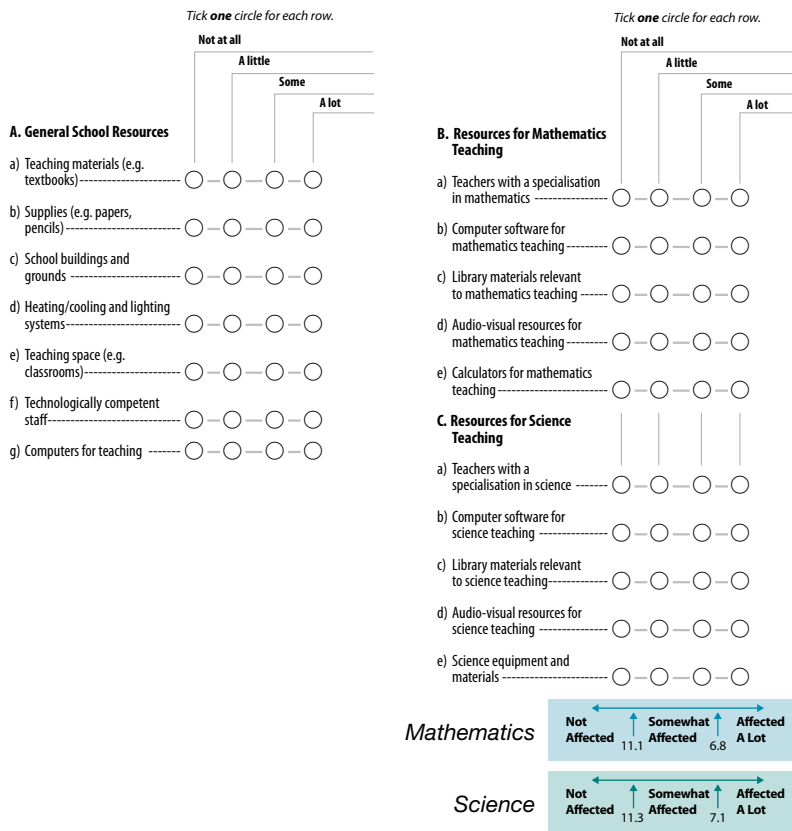 Tick one circle for each row.
Not at all
A little
Some
A lot
A. General School Resources
a) Teaching materials (e.g.
textbooks)
b) Supplies (e.g. papers,
pencils)
c) School buildings and
grounds
d) Heating/cooling and lighting
systems
e) Teaching space (e.g.
classrooms)
f) Technologically competent
staff
g) Computers for teaching
Tick one circle for each row.
Not at all
A little
Some
A lot
B. Resources for Mathematics
Teaching
a) Teachers with a specialisation
in mathematics
b) Computer software for
mathematics teaching
c) Library materials relevant
to mathematics teaching
d) Audio-visual resources for
mathematics teaching
e) Calculators for mathematics
teaching
C. Resources for Science
Teaching
a) Teachers with a
specialisation in science
b) Computer software for
science teaching
c) Library materials relevant
to science teaching
d) Audio-visual resources for
science teaching
e) Science equipment and
materials
Mathematics
Not Somewhat Affected
Affected 11.1 Affected 6.8 A Lot
Science
Not Somewhat Affected
Affected 11.3 Affected 7.1 A Lot